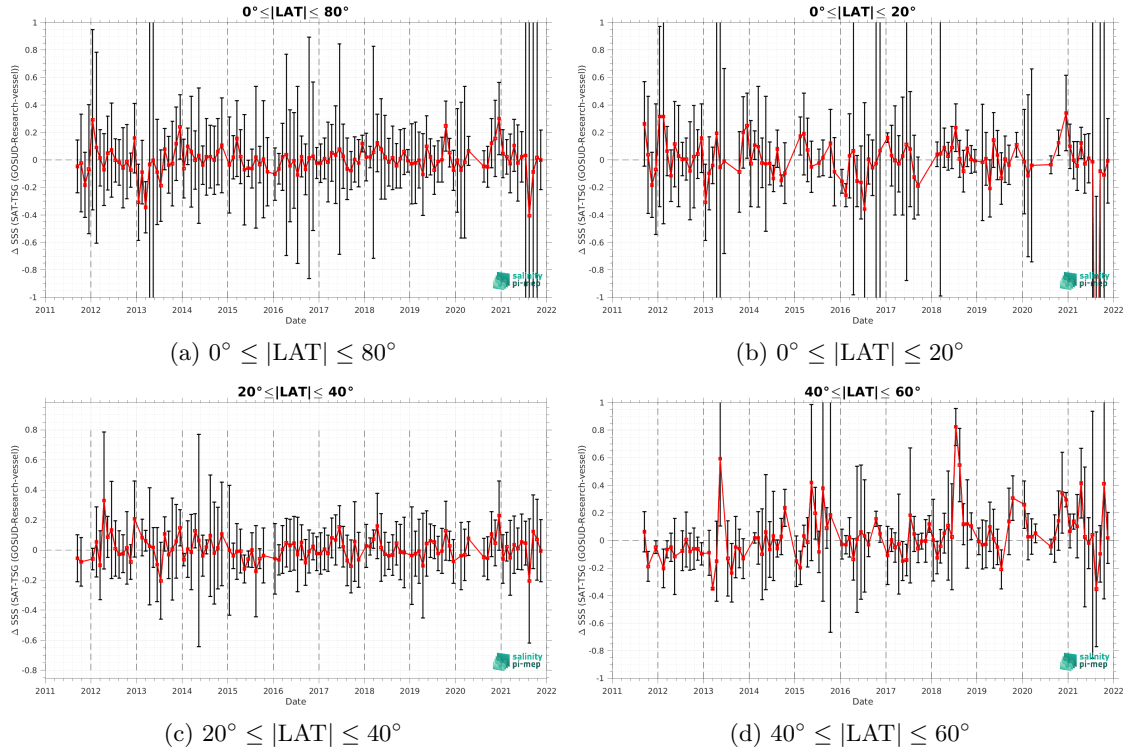 0°≤|LAT|≤ 80°
Δ SSS (SAT-TSG (GOSUD-Research-vessel))
1
0.8
0.6
0.4
0.2
0
-0.2
-0.4
-0.6
-0.8
-1
2011 2012 2013 2014 2015 2016 2017 2018 2019 2020 2021 2022
Date
salinity
pi-mep
(a) 0° ≤ |LAT| ≤ 80°
0°≤|LAT|≤ 20°
Δ SSS (SAT-TSG (GOSUD-Research-vessel))
1
0.8
0.6
0.4
0.2
0
-0.2
-0.4
-0.6
-0.8
-1
2011 2012 2013 2014 2015 2016 2017 2018 2019 2020 2021 2022
Date
salinity
pi-mep
(b) 0° ≤ |LAT| ≤ 20°
20°≤|LAT|≤ 40°
Δ SSS (SAT-TSG (GOSUD-Research-vessel))
0.8
0.6
0.4
0.2
0
-0.2
-0.4
-0.6
-0.8
2011 2012 2013 2014 2015 2016 2017 2018 2019 2020 2021 2022
Date
salinity
pi-mep
(c) 20° ≤ |LAT| ≤ 40°
40°≤|LAT|≤ 60°
Δ SSS (SAT-TSG (GOSUD-Research-vessel))
1
0.8
0.6
0.4
0.2
0
-0.2
-0.4
-0.6
-0.8
-1
2011 2012 2013 2014 2015 2016 2017 2018 2019 2020 2021 2022
Date
salinity
pi-mep
(d) 40° ≤ |LAT| ≤ 60°